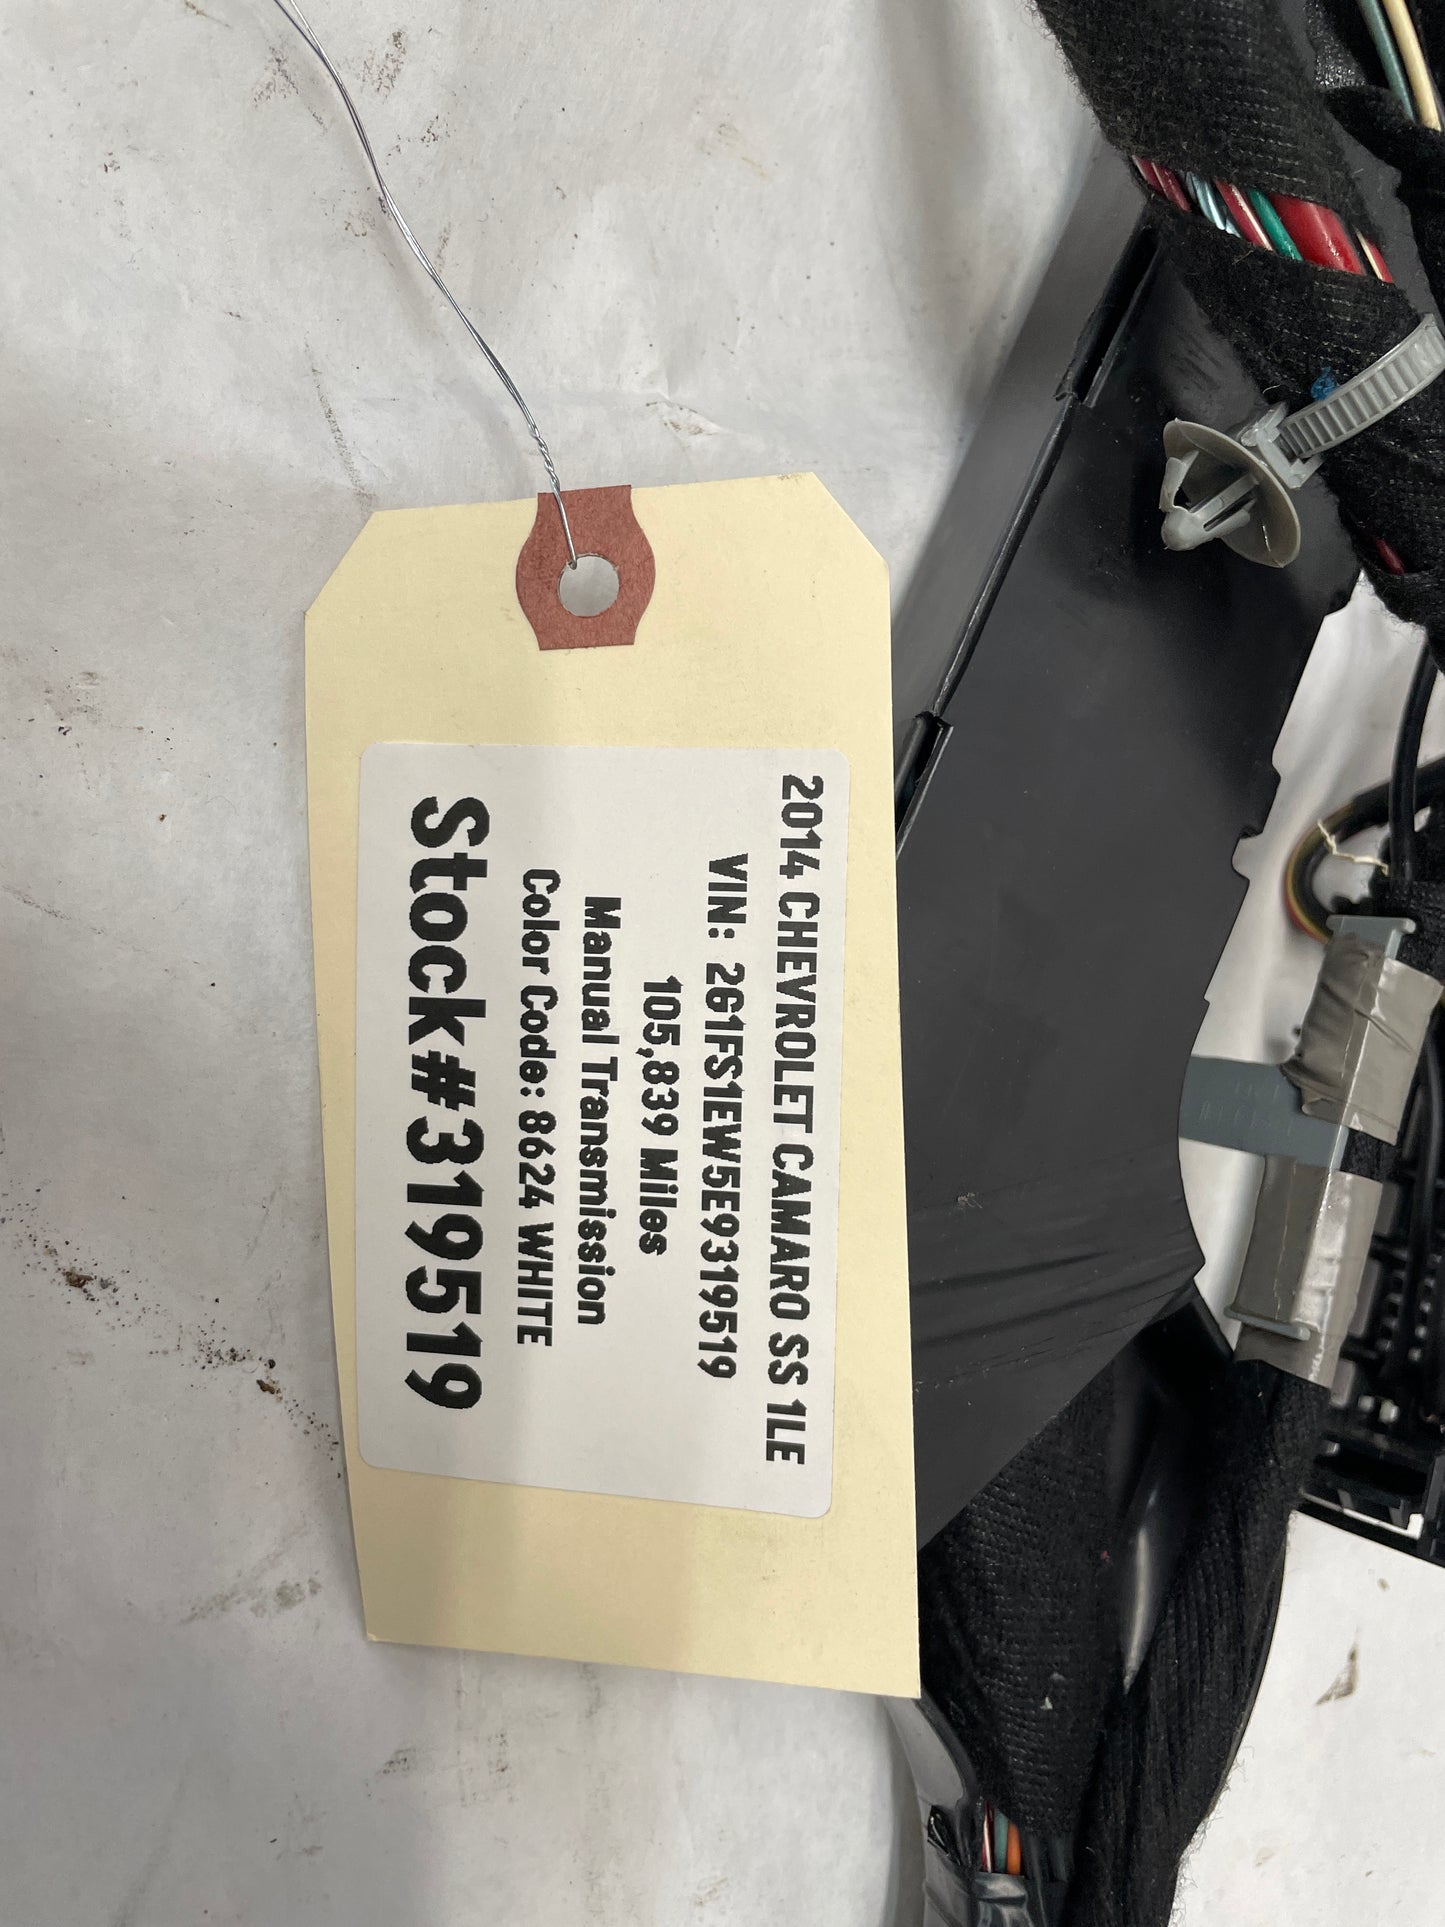 2014 CHEVROLET CAMARO SS 1LE
VIN: 2G1FS1EW5E9319519
105,839 Miles
Manual Transmission
Color Code: 8624 WHITE
Stock#319519